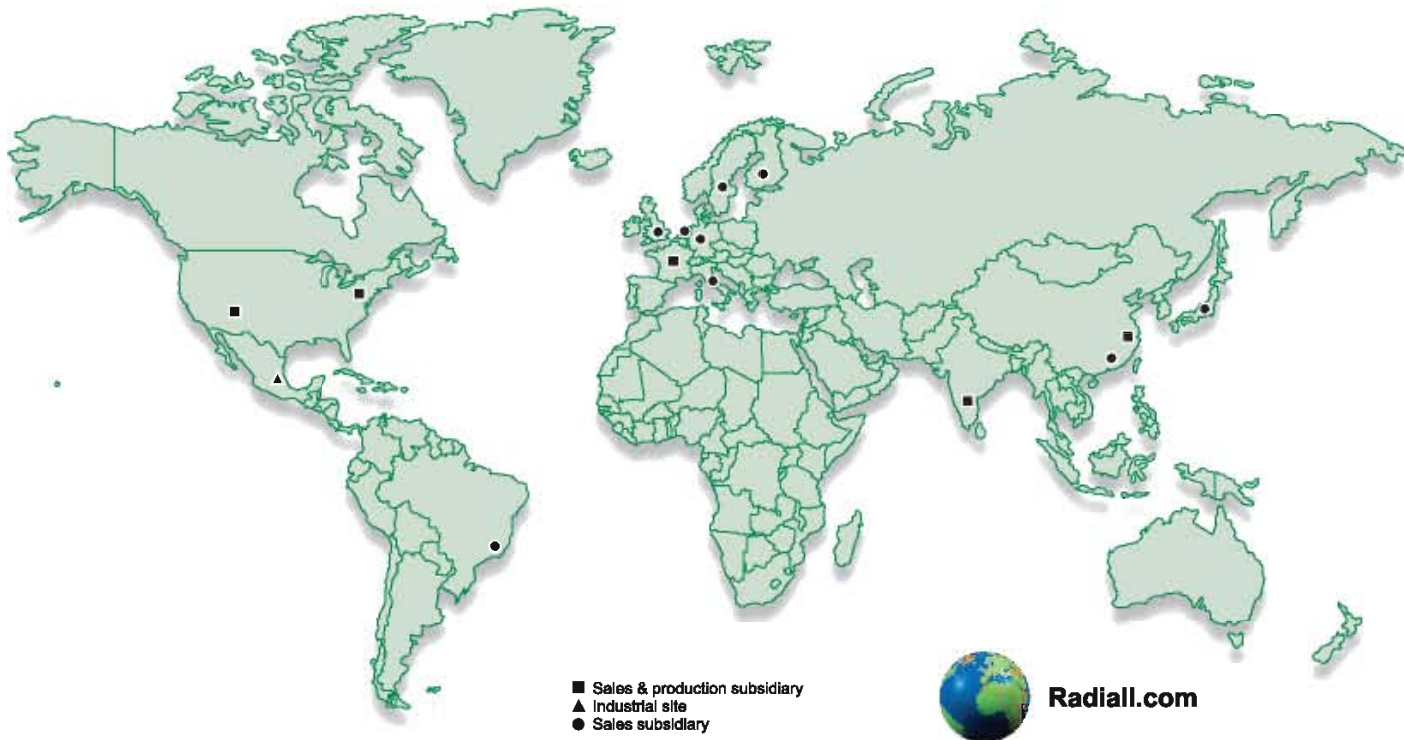 Sales & production subsidiary
Industrial site
Sales subsidiary
Radiall.com